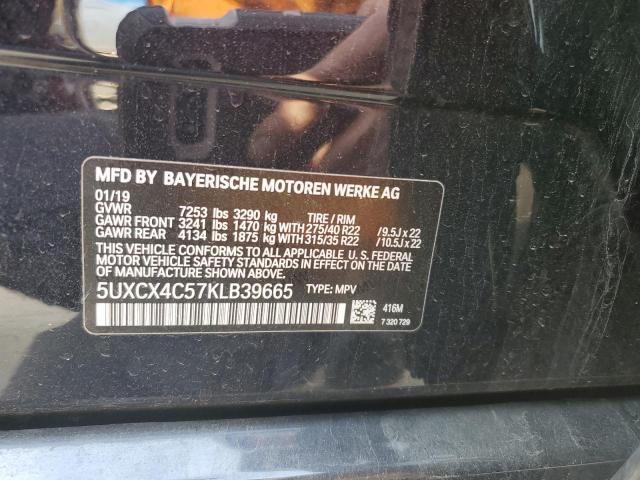 MFD BY BAYERISCHE MOTOREN WERKE AG
01/19
GVWR 7253 lbs 3290 kg TIRE / RIM
GAWR FRONT 3241 lbs 1470 kg WITH 275/40 R22 /9.5J x 22
GAWR REAR 4134 lbs 1875 kg WITH 315/35 R22 /10.5J x 22
THIS VEHICLE CONFORMS TO ALL APPLICABLE U.S. FEDERAL
MOTOR VEHICLE SAFETY STANDARDS IN EFFECT ON THE DATE
OF MANUFACTURE SHOWN ABOVE.
5UXCX4C57KLB39665 TYPE: MPV
416M
7 320 729